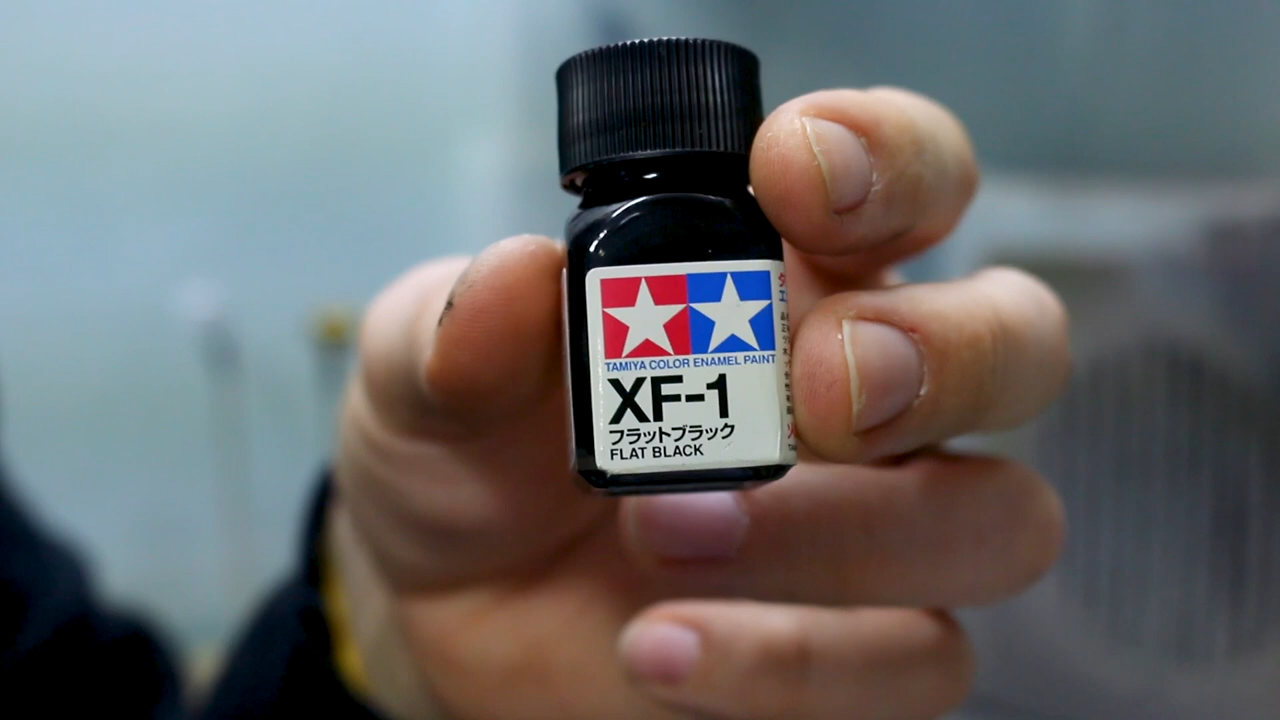 TAMIYA COLOR ENAMEL PAINT
XF-1
フラットブラック
FLAT BLACK